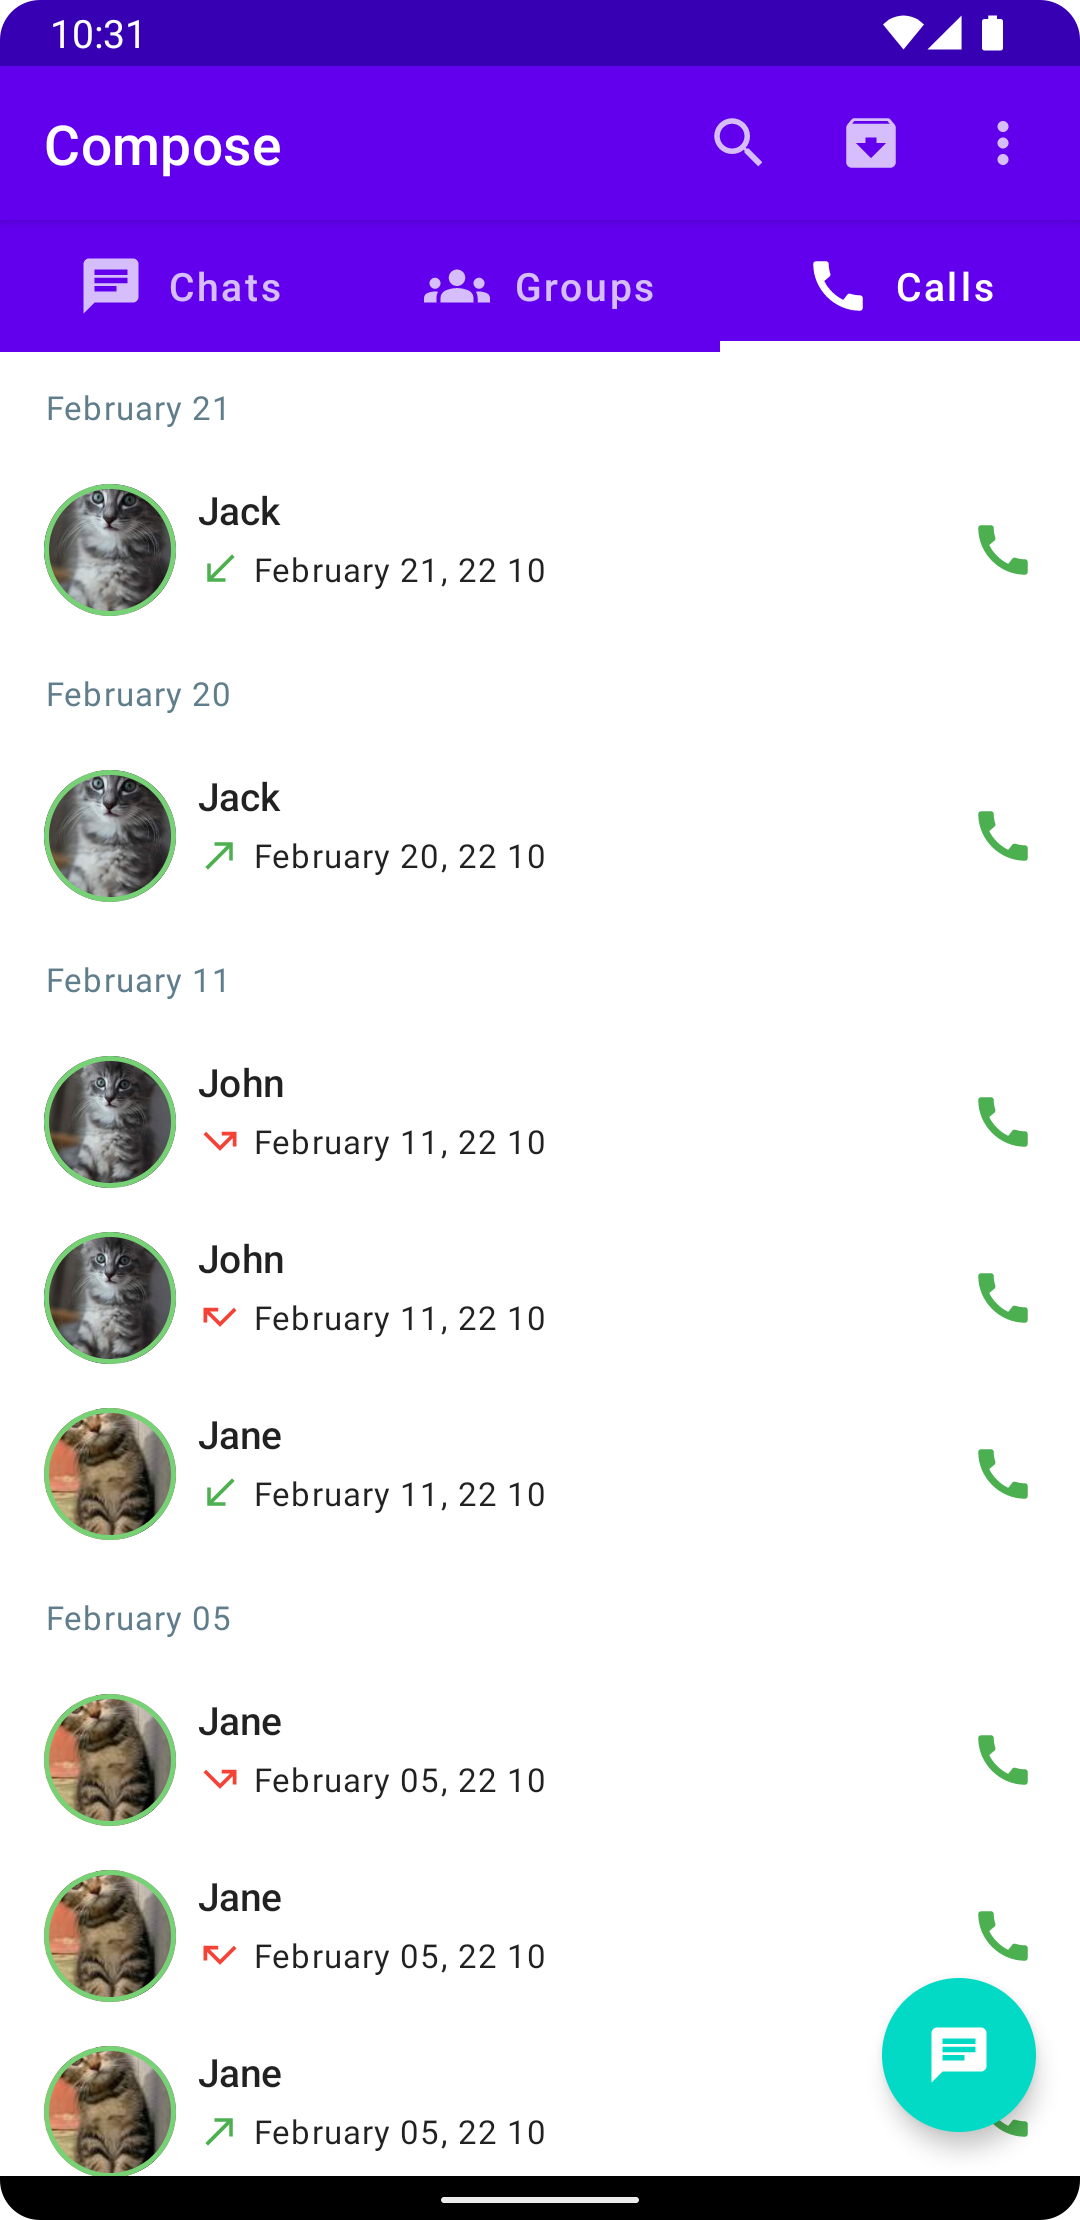 10:31
Compose
Chats Groups Calls
February 21
Jack
February 21, 22 10
February 20
Jack
February 20, 22 10
February 11
John
February 11, 22 10
John
February 11, 22 10
Jane
February 11, 22 10
February 05
Jane
February 05, 22 10
Jane
February 05, 22 10
Jane
February 05, 22 10